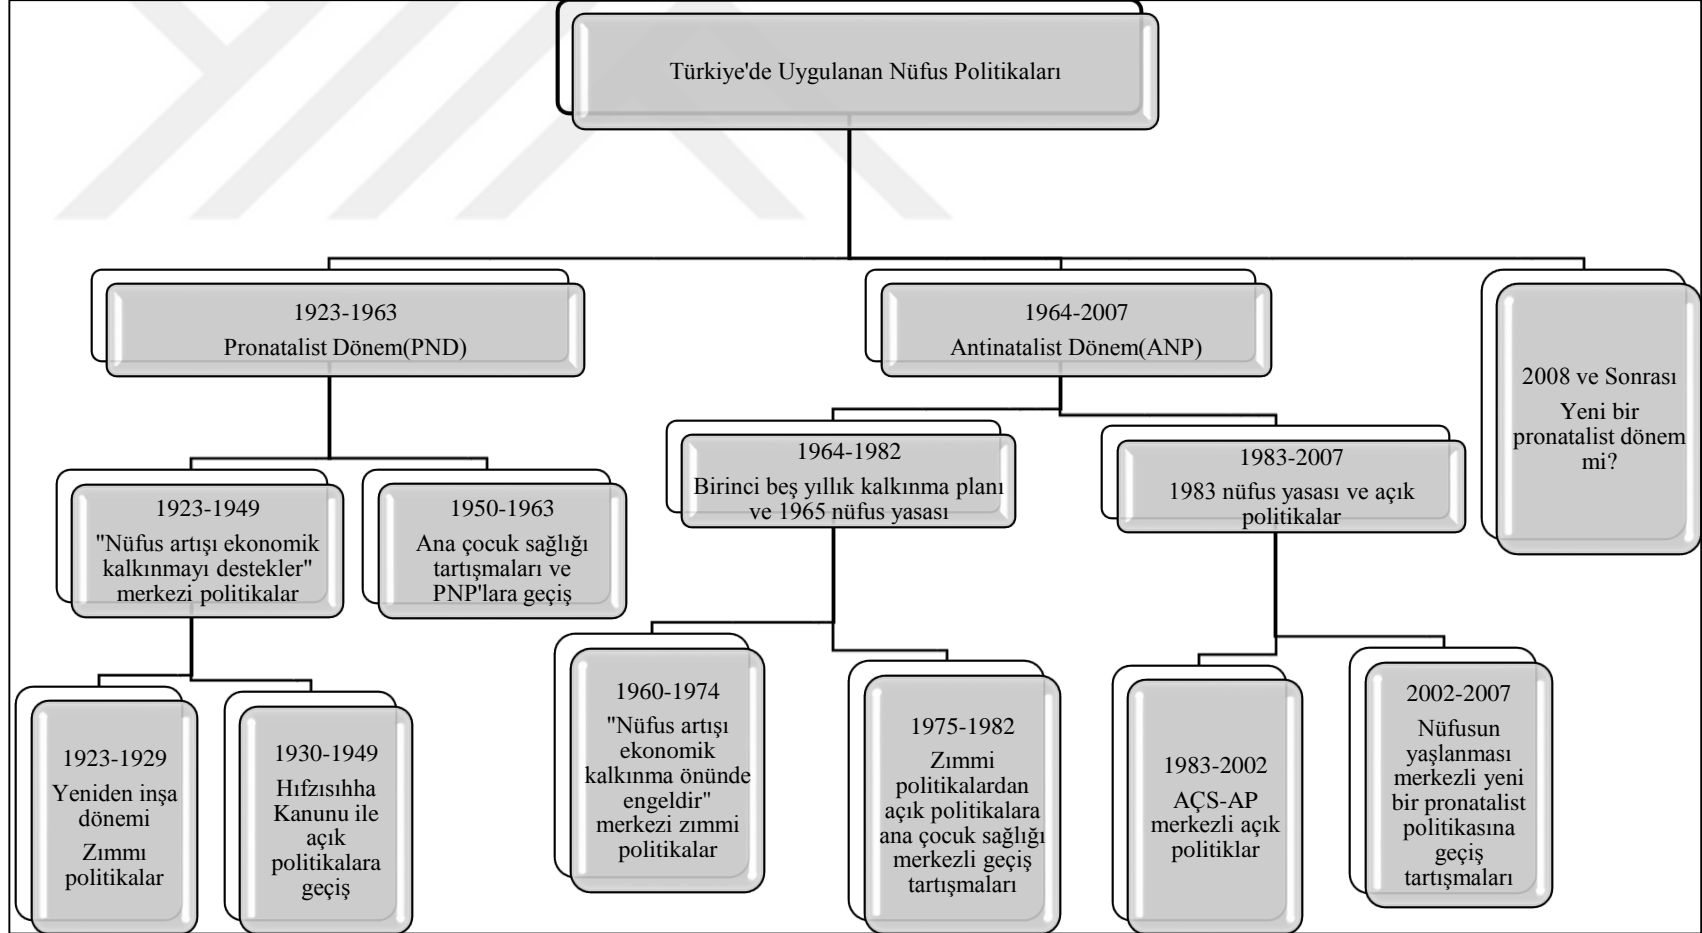 Türkiye'de Uygulanan Nüfus Politikaları
1923-1963
Pronatalist Dönem(PND)
1964-2007
Antinatalist Dönem(ANP)
2008 ve Sonrası
Yeni bir
pronatalist dönem
mi?
1923-1949
"Nüfus artışı ekonomik
kalkınmayı destekler"
merkezi politikalar
1950-1963
Ana çocuk sağlığı
tartışmaları ve
PNP'lara geçiş
1964-1982
Birinci beş yıllık kalkınma planı
ve 1965 nüfus yasası
1983-2007
1983 nüfus yasası ve açık
politikalar
1923-1929
Yeniden inşa
dönemi
Zımmı
politikalar
1930-1949
Hıfzısıhha
Kanunu ile
açık
politikalara
geçiş
1960-1974
"Nüfus artışı
ekonomik
kalkınma önünde
engeldir"
merkezi zımmi
politikalar
1975-1982
Zımmi
politikalardan
açık politikalara
ana çocuk sağlığı
merkezli geçiş
tartışmaları
1983-2002
AÇS-AP
merkezli açık
politiklar
2002-2007
Nüfusun
yaşlanması
merkezli yeni
bir pronatalist
politikasına
geçiş
tartışmaları